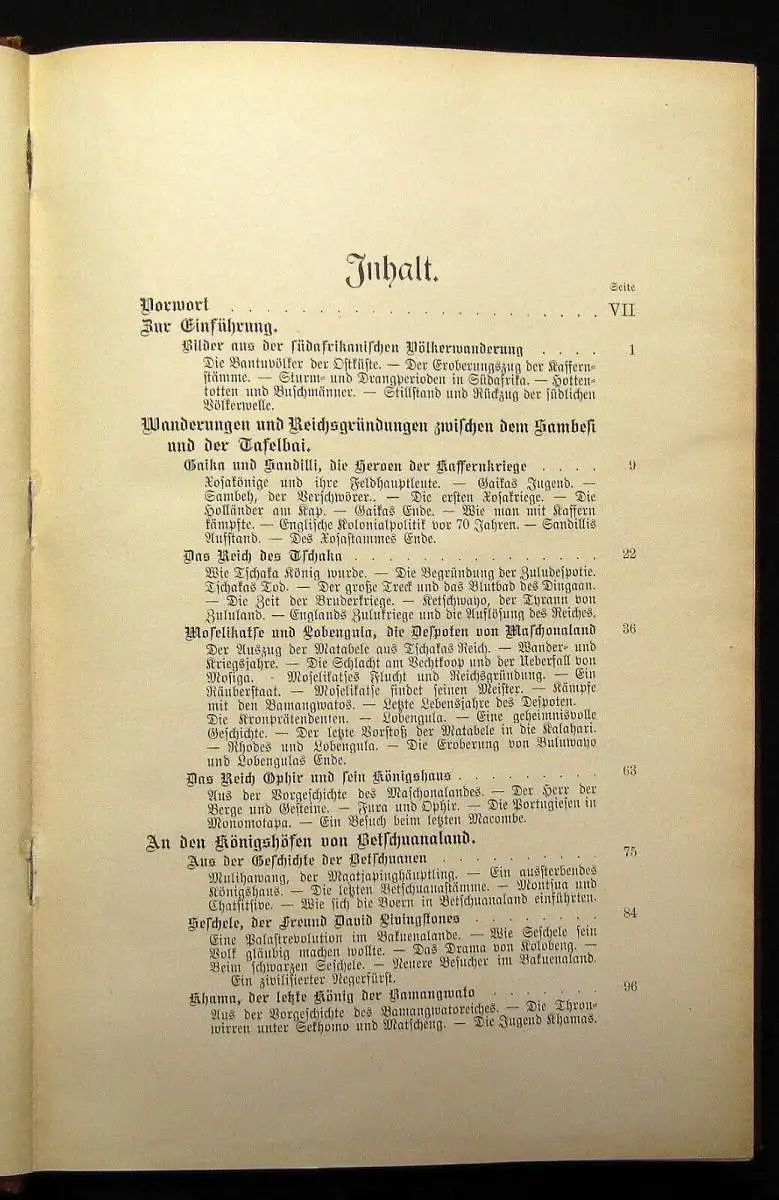 Inhalt.
Seite
Vorwort . . . . . . . . . . . . . . . . . . . . VII
Zur Einführung.
Bilder aus der südafrikanischen Völkerwanderung . . . . 1
Die Bantuvölker der Ostküste. — Der Eroberungszug der Kaffern-
stämme. — Sturm- und Drangperioden in Südafrika. — Hotten-
totten und Buschmänner. — Stillstand und Rückzug der südlichen
Völkerwelle.
Wanderungen und Reichsgründungen zwischen dem Sambesi
und der Tafelbai.
Gaika und Sandilli, die Heroen der Kaffernkriege . . . . 9
Xosakönige und ihre Feldhauptleute. — Gaikas Jugend. —
Sambeh, der Verschwörer.. — Die ersten Xosakriege. — Die
Holländer am Kap. — Gaikas Ende. — Wie man mit Kaffern
kämpfte. — Englische Kolonialpolitik vor 70 Jahren. — Sandillis
Aufstand. — Des Xosastammes Ende.
Das Reich des Tschaka . . . . . . . . . . . . . . 22
Wie Tschaka König wurde. — Die Begründung der Zuludespotie.
Tschakas Tod. — Der große Treck und das Blutbad des Dingaan.
— Die Zeit der Bruderkriege. — Ketschwayo, der Tyrann von
Zululand. — Englands Zulukriege und die Auflösung des Reiches.
Moselikatse und Lobengula, die Despoten von Maschonaland 36
Der Auszug der Matabele aus Tschakas Reich. — Wander- und
Kriegsjahre. — Die Schlacht am Vechtkoop und der Ueberfall von
Mosiga. - Moselikatses Flucht und Reichsgründung. — Ein
Räuberstaat. — Moselikatse findet seinen Meister. — Kämpfe
mit den Bamangwatos. — Letzte Lebensjahre des Despoten.
Die Kronprätendenten. — Lobengula. — Eine geheimnisvolle
Geschichte. — Der letzte Vorstoß der Matabele in die Kalahari.
— Rhodes und Lobengula. — Die Eroberung von Buluwayo
und Lobengulas Ende.
Das Reich Ophir und sein Königshaus . . . . . . . . . 63
Aus der Vorgeschichte des Maschonalandes. — Der Herr der
Berge und Gesteine. — Fura und Ophir. — Die Portugiesen in
Monomotapa. — Ein Besuch beim letzten Macombe.
An den Königshöfen von Betschuanaland.
Aus der Geschichte der Betschuanen . . . . . . . . . . 75
Mulihawang, der Maatjapinghäuptling. — Ein aussterbendes
Königshaus. — Die letzten Betschuanastämme. — Montsua und
Chatsitsive. — Wie sich die Boern in Betschuanaland einführten.
Seschele, der Freund David Livingstones . . . . . . . . 84
Eine Palastrevolution im Bakuenalande. — Wie Seschele sein
Volk gläubig machen wollte. — Das Drama von Kolobeng. —
Beim schwarzen Seschele. — Neuere Besucher im Bakuenaland.
Ein zivilisierter Negerfürst.
Khama, der letzte König der Bamangwato . . . . . . . 96
Aus der Vorgeschichte des Bamangwatoreiches. — Die Thron-
wirren unter Sekhomo und Matscheng. — Die Jugend Khamas.